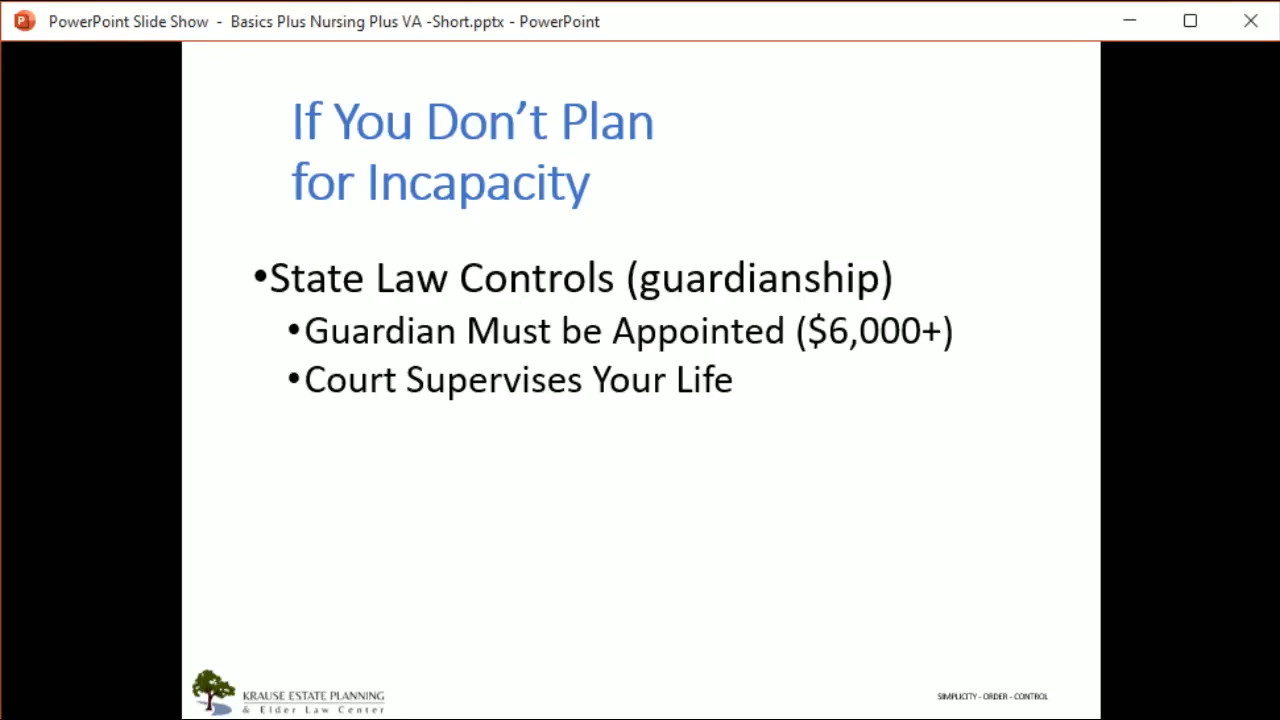 PowerPoint Slide Show - Basics Plus Nursing Plus VA -Short.pptx - PowerPoint
If You Don’t Plan
for Incapacity
•State Law Controls (guardianship)
•Guardian Must be Appointed ($6,000+)
•Court Supervises Your Life
KRAUSE ESTATE PLANNING
& Elder Law Center
SIMPLICITY - ORDER - CONTROL